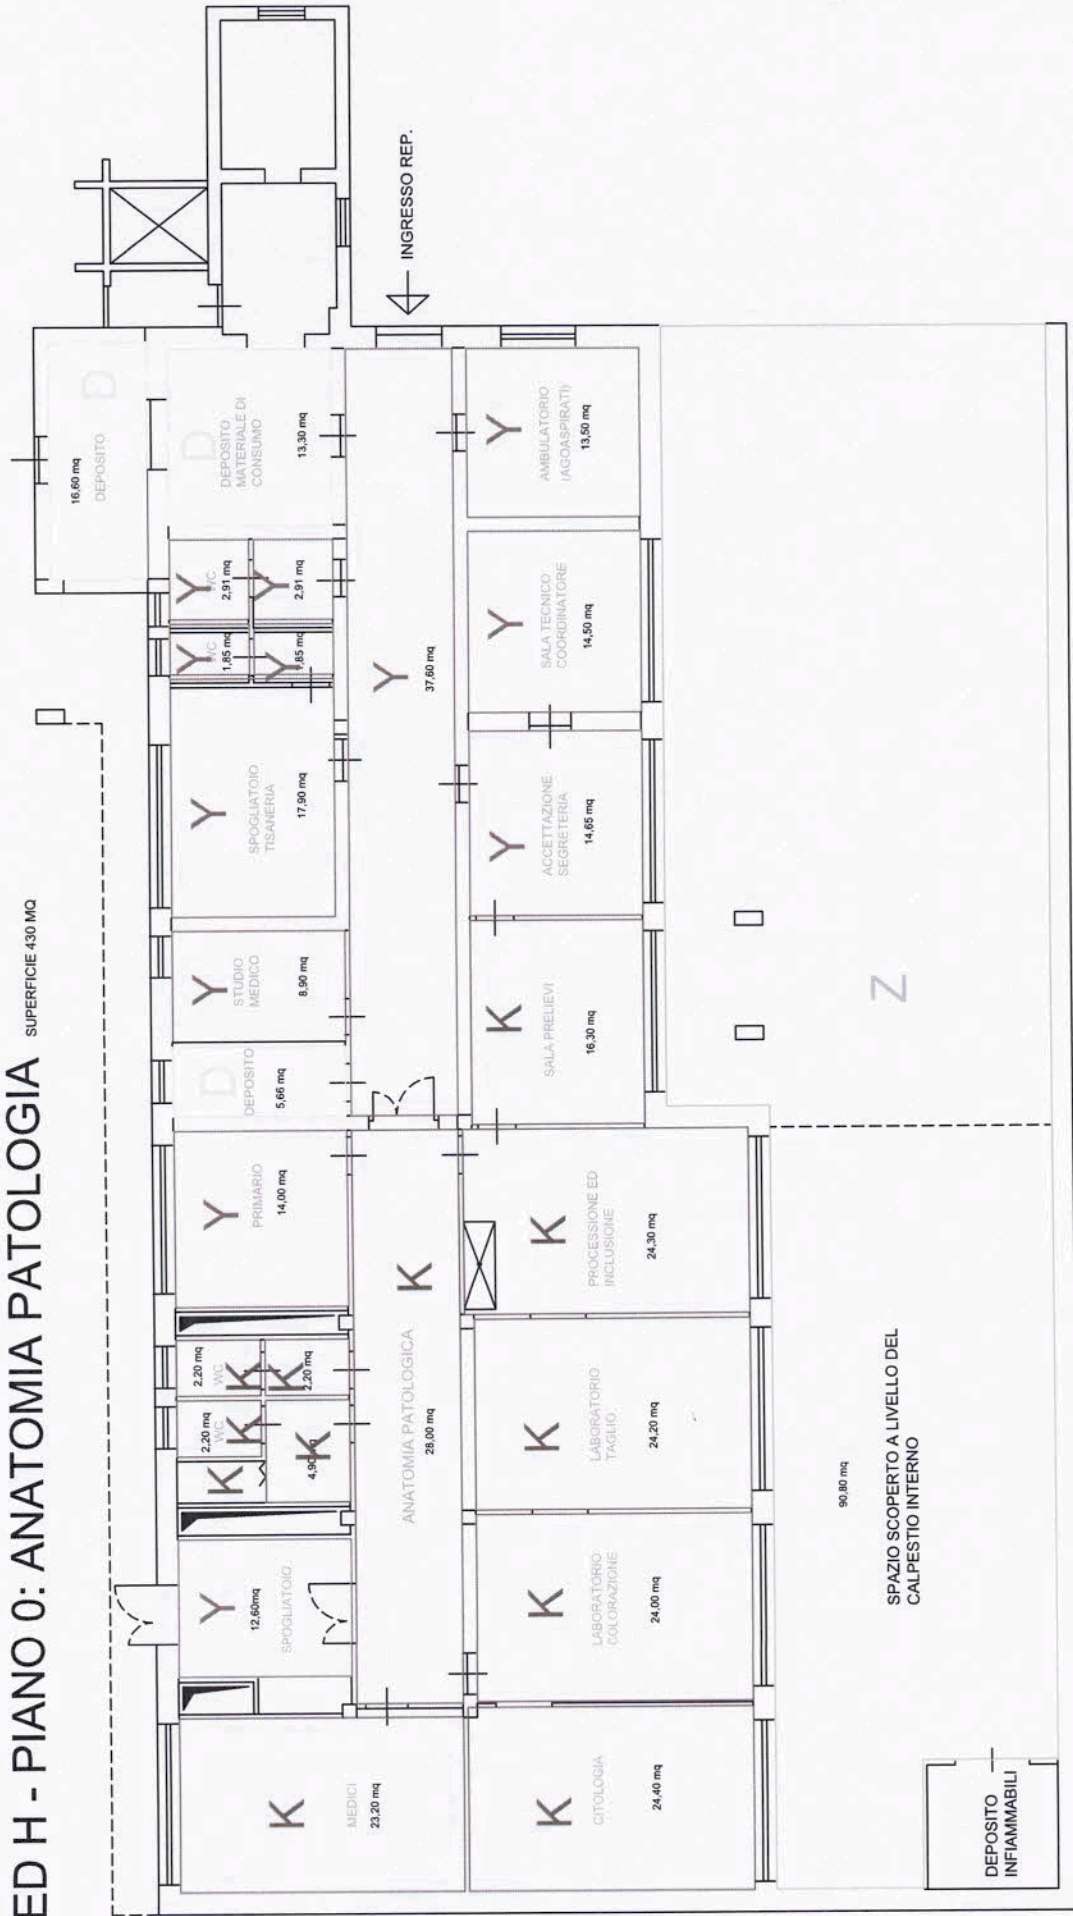 ED H - PIANO 0: ANATOMIA PATOLOGIA SUPERFICIE 430 MQ
16,60 mq
DEPOSITO
D
D
DEPOSITO
MATERIALE DI
CONSUMO
13,30 mq
INGRESSO REP.
Y
WC
2,91 mq
Y
2,91 mq
Y
WC
1,85 mq
Y
1,85 mq
Y
SPOGLIATOIO
TISANERIA
17,90 mq
Y
STUDIO
MEDICO
8,90 mq
D
DEPOSITO
5,66 mq
Y
PRIMARIO
14,00 mq
2,20 mq
WC
K
K
2,20 mq
2,20 mq
WC
K
K
K
Y
12,60mq
SPOGLIATOIO
K
MEDICI
23,20 mq
Y
37,60 mq
K
ANATOMIA PATOLOGICA
28,00 mq
Y
AMBULATORIO
(AGOASPIRATI)
13,50 mq
Y
SALA TECNICO
COORDINATORE
14,50 mq
Y
ACCETTAZIONE
SEGRETERIA
14,65 mq
K
SALA PRELIEVI
16,30 mq
K
PROCESSIONE ED
INCLUSIONE
24,30 mq
K
LABORATORIO
TAGLIO
24,20 mq
K
LABORATORIO
COLORAZIONE
24,00 mq
K
CITOLOGIA
24,40 mq
Z
90,80 mq
SPAZIO SCOPERTO A LIVELLO DEL
CALPESTIO INTERNO
DEPOSITO
INFIAMMABILI